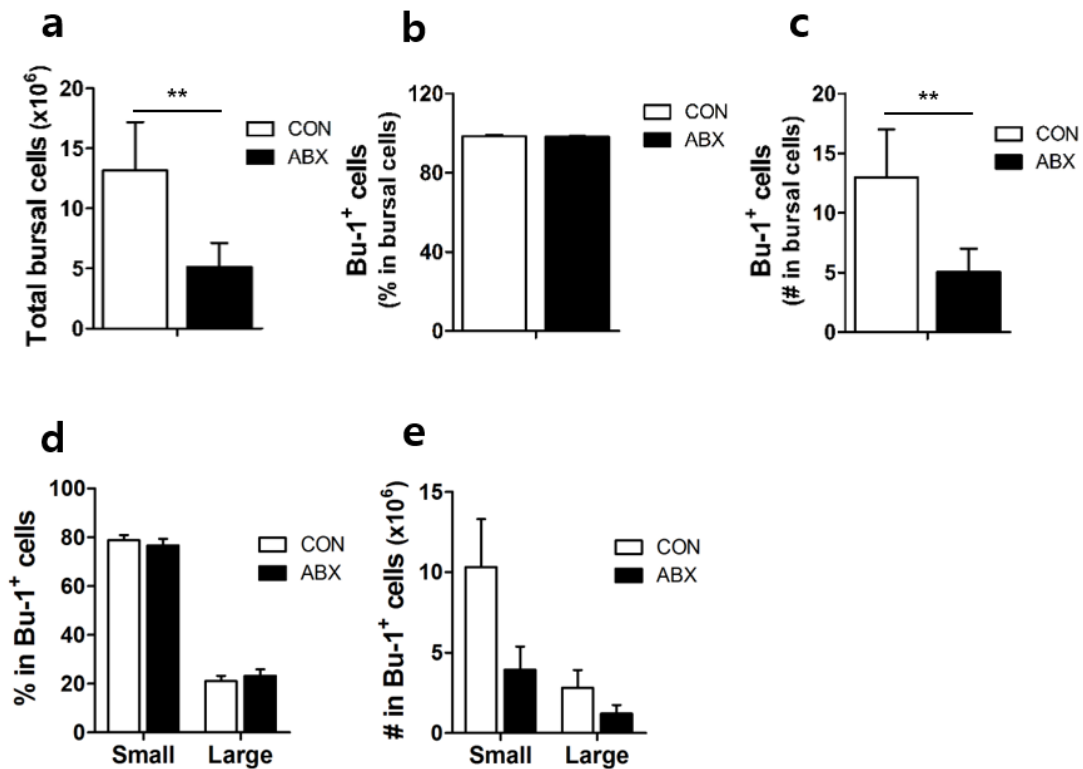 a
Total bursal cells (x10⁶)
20
15
10
5
0
**
CON
ABX
b
Bu-1⁺ cells
(% in bursal cells)
120
80
40
0
CON
ABX
c
Bu-1⁺ cells
(# in bursal cells)
20
15
10
5
0
**
CON
ABX
d
% in Bu-1⁺ cells
100
80
60
40
20
0
Small Large
CON
ABX
e
# in Bu-1⁺ cells (x10⁶)
15
10
5
0
Small Large
CON
ABX